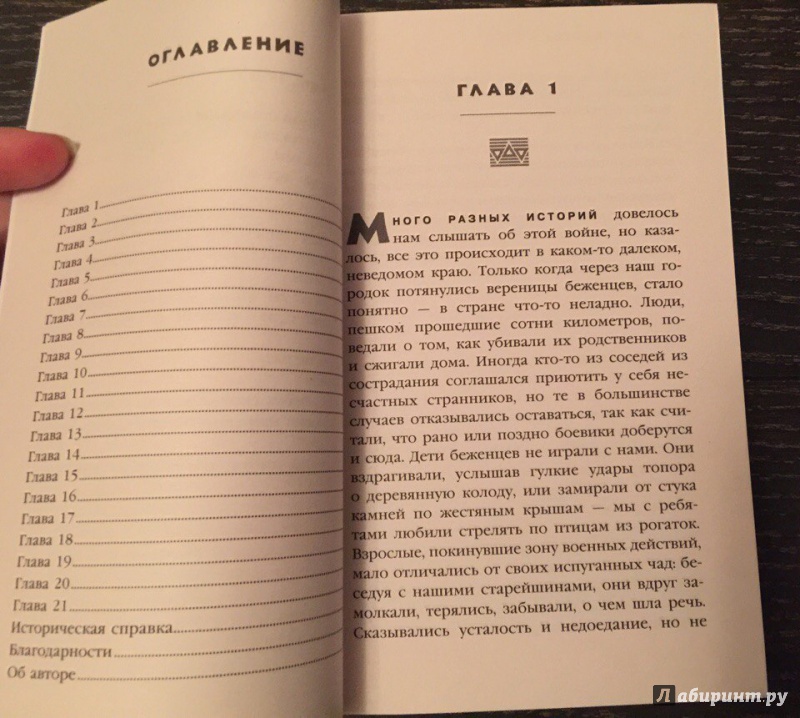 ОГЛАВЛЕНИЕ
Глава 1
Глава 2
Глава 3
Глава 4
Глава 5
Глава 6
Глава 7
Глава 8
Глава 9
Глава 10
Глава 11
Глава 12
Глава 13
Глава 14
Глава 15
Глава 16
Глава 17
Глава 18
Глава 19
Глава 20
Глава 21
Историческая справка
Благодарности
Об авторе
ГЛАВА 1
МНОГО РАЗНЫХ ИСТОРИЙ довелось
нам слышать об этой войне, но каза-
лось, все это происходит в каком-то далеком,
неведомом краю. Только когда через наш го-
родок потянулись вереницы беженцев, стало
понятно — в стране что-то неладно. Люди,
пешком прошедшие сотни километров, по-
ведали о том, как убивали их родственников
и сжигали дома. Иногда кто-то из соседей из
сострадания соглашался приютить у себя не-
счастных странников, но те в большинстве
случаев отказывались оставаться, так как счи-
тали, что рано или поздно боевики доберутся
и сюда. Дети беженцев не играли с нами. Они
вздрагивали, услышав гулкие удары топора
о деревянную колоду, или замирали от стука
камней по жестяным крышам — мы с ребя-
тами любили стрелять по птицам из рогаток.
Взрослые, покинувшие зону военных действий,
мало отличались от своих испуганных чад: бе-
седуя с нашими старейшинами, они вдруг за-
молкали, терялись, забывали, о чем шла речь.
Сказывались усталость и недоедание, но не
Лабиринт.ру